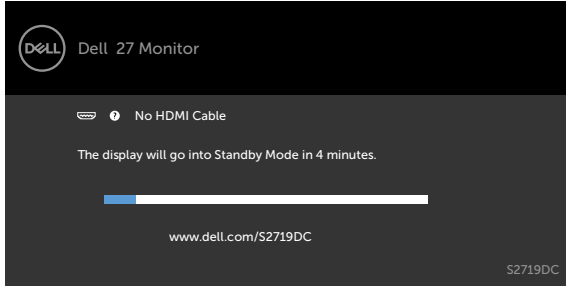 DELL
Dell 27 Monitor
? No HDMI Cable
The display will go into Standby Mode in 4 minutes.
www.dell.com/S2719DC
S2719DC